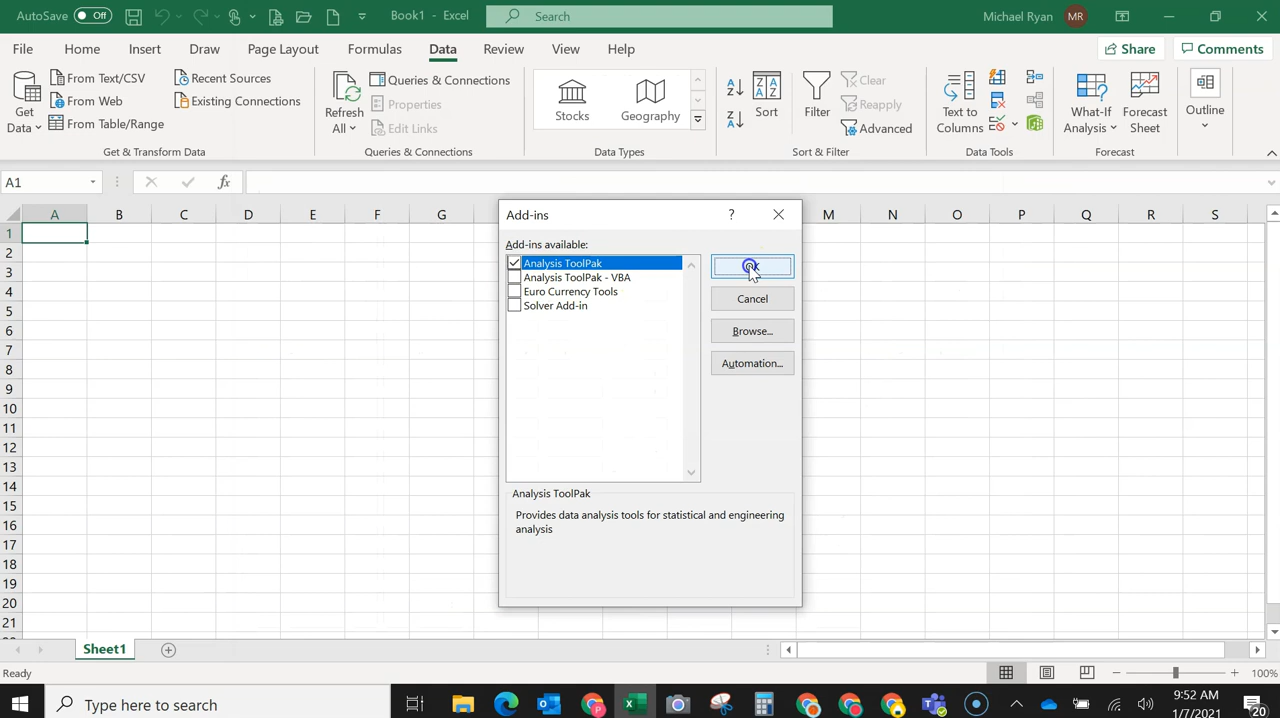 AutoSave Off Book1 - Excel Search Michael Ryan MR
File Home Insert Draw Page Layout Formulas Data Review View Help Share Comments
Get Data
From Text/CSV
From Web
From Table/Range
Recent Sources
Existing Connections
Get & Transform Data
Refresh All
Queries & Connections
Properties
Edit Links
Queries & Connections
Stocks Geography
Data Types
Sort
Filter
Clear
Reapply
Advanced
Sort & Filter
Text to Columns
Data Tools
What-If Analysis
Forecast Sheet
Forecast
Outline
A1 fx
A B C D E F G M N O P Q R S
1
2
3
4
5
6
7
8
9
10
11
12
13
14
15
16
17
18
19
20
21
Add-ins ?
Add-ins available:
Analysis ToolPak
Analysis ToolPak - VBA
Euro Currency Tools
Solver Add-in
Cancel
Browse...
Automation...
Analysis ToolPak
Provides data analysis tools for statistical and engineering
analysis
Sheet1
Ready 100%
Type here to search
9:52 AM
1/7/2021
20